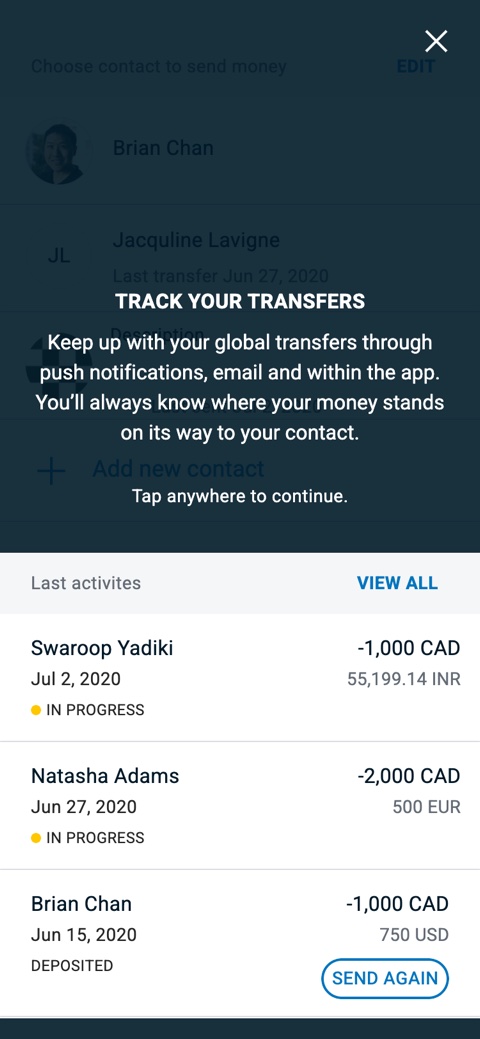 Choose contact to send money EDIT
Brian Chan
JL
Jacquline Lavigne
Last transfer Jun 27, 2020
TRACK YOUR TRANSFERS
Description
Keep up with your global transfers through
push notifications, email and within the app.
You’ll always know where your money stands
on its way to your contact.
Add new contact
Tap anywhere to continue.
Last activites VIEW ALL
Swaroop Yadiki -1,000 CAD
Jul 2, 2020 55,199.14 INR
IN PROGRESS
Natasha Adams -2,000 CAD
Jun 27, 2020 500 EUR
IN PROGRESS
Brian Chan -1,000 CAD
Jun 15, 2020 750 USD
DEPOSITED
SEND AGAIN